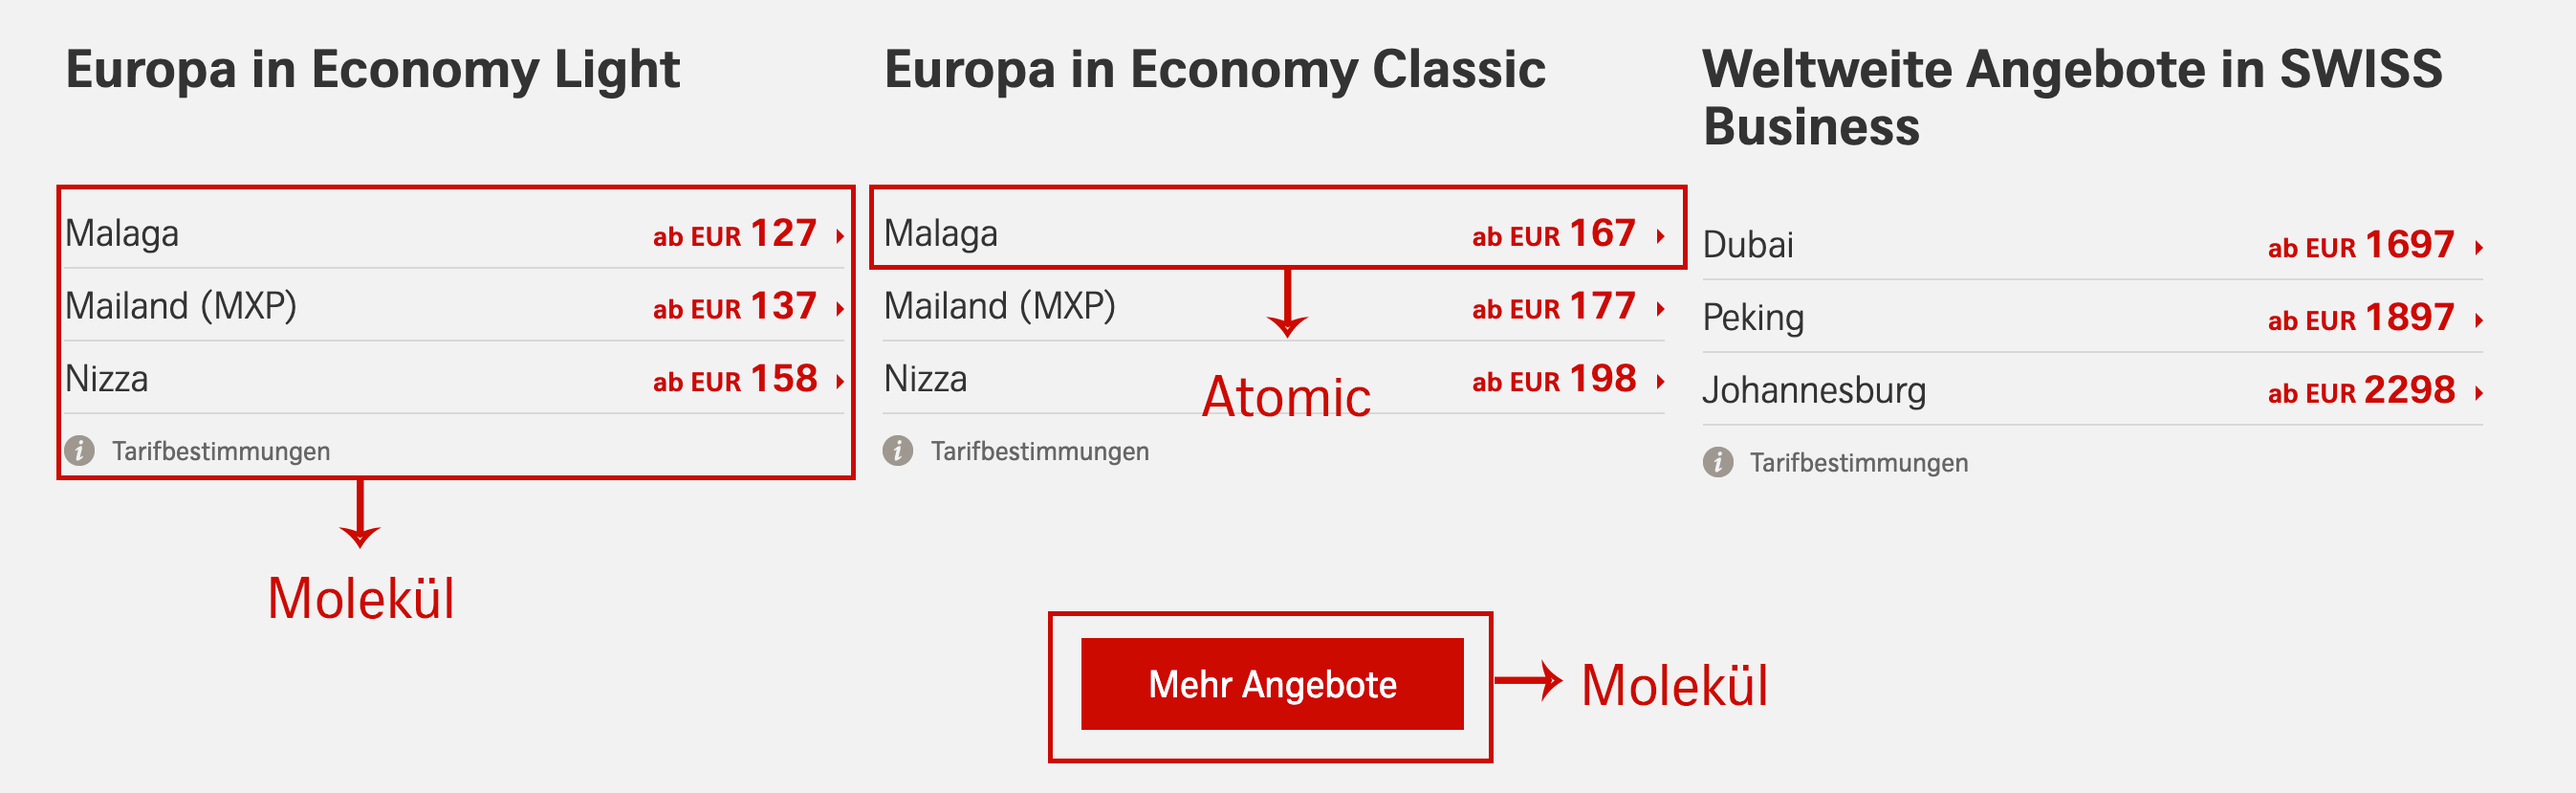 Europa in Economy Light
Malaga ab EUR 127
Mailand (MXP) ab EUR 137
Nizza ab EUR 158
i Tarifbestimmungen
Molekül
Europa in Economy Classic
Malaga ab EUR 167
Mailand (MXP) ab EUR 177
Nizza ab EUR 198
Atomic
i Tarifbestimmungen
Weltweite Angebote in SWISS
Business
Dubai ab EUR 1697
Peking ab EUR 1897
Johannesburg ab EUR 2298
i Tarifbestimmungen
Mehr Angebote
Molekül